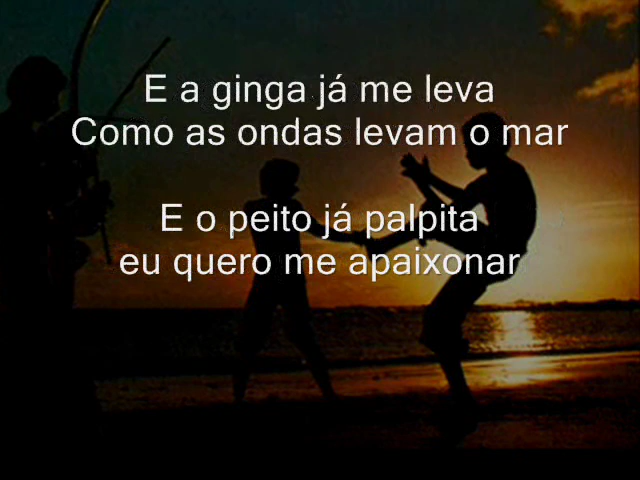 E a ginga já me leva
Como as ondas levam o mar
E o peito já palpita
eu quero me apaixonar